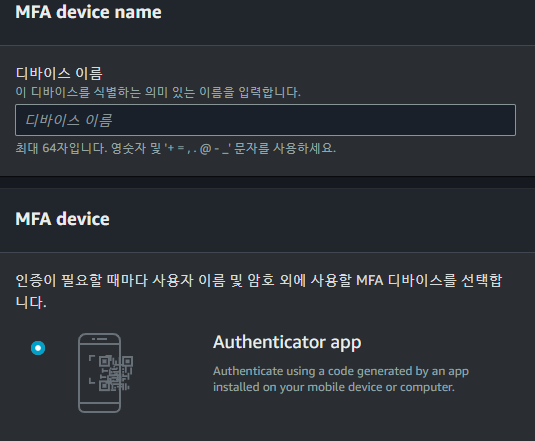 MFA device name
디바이스 이름
이 디바이스를 식별하는 의미 있는 이름을 입력합니다.
디바이스 이름
최대 64자입니다. 영숫자 및 '+ = , . @ - _' 문자를 사용하세요.
MFA device
인증이 필요할 때마다 사용자 이름 및 암호 외에 사용할 MFA 디바이스를 선택합
니다.
Authenticator app
Authenticate using a code generated by an app
installed on your mobile device or computer.